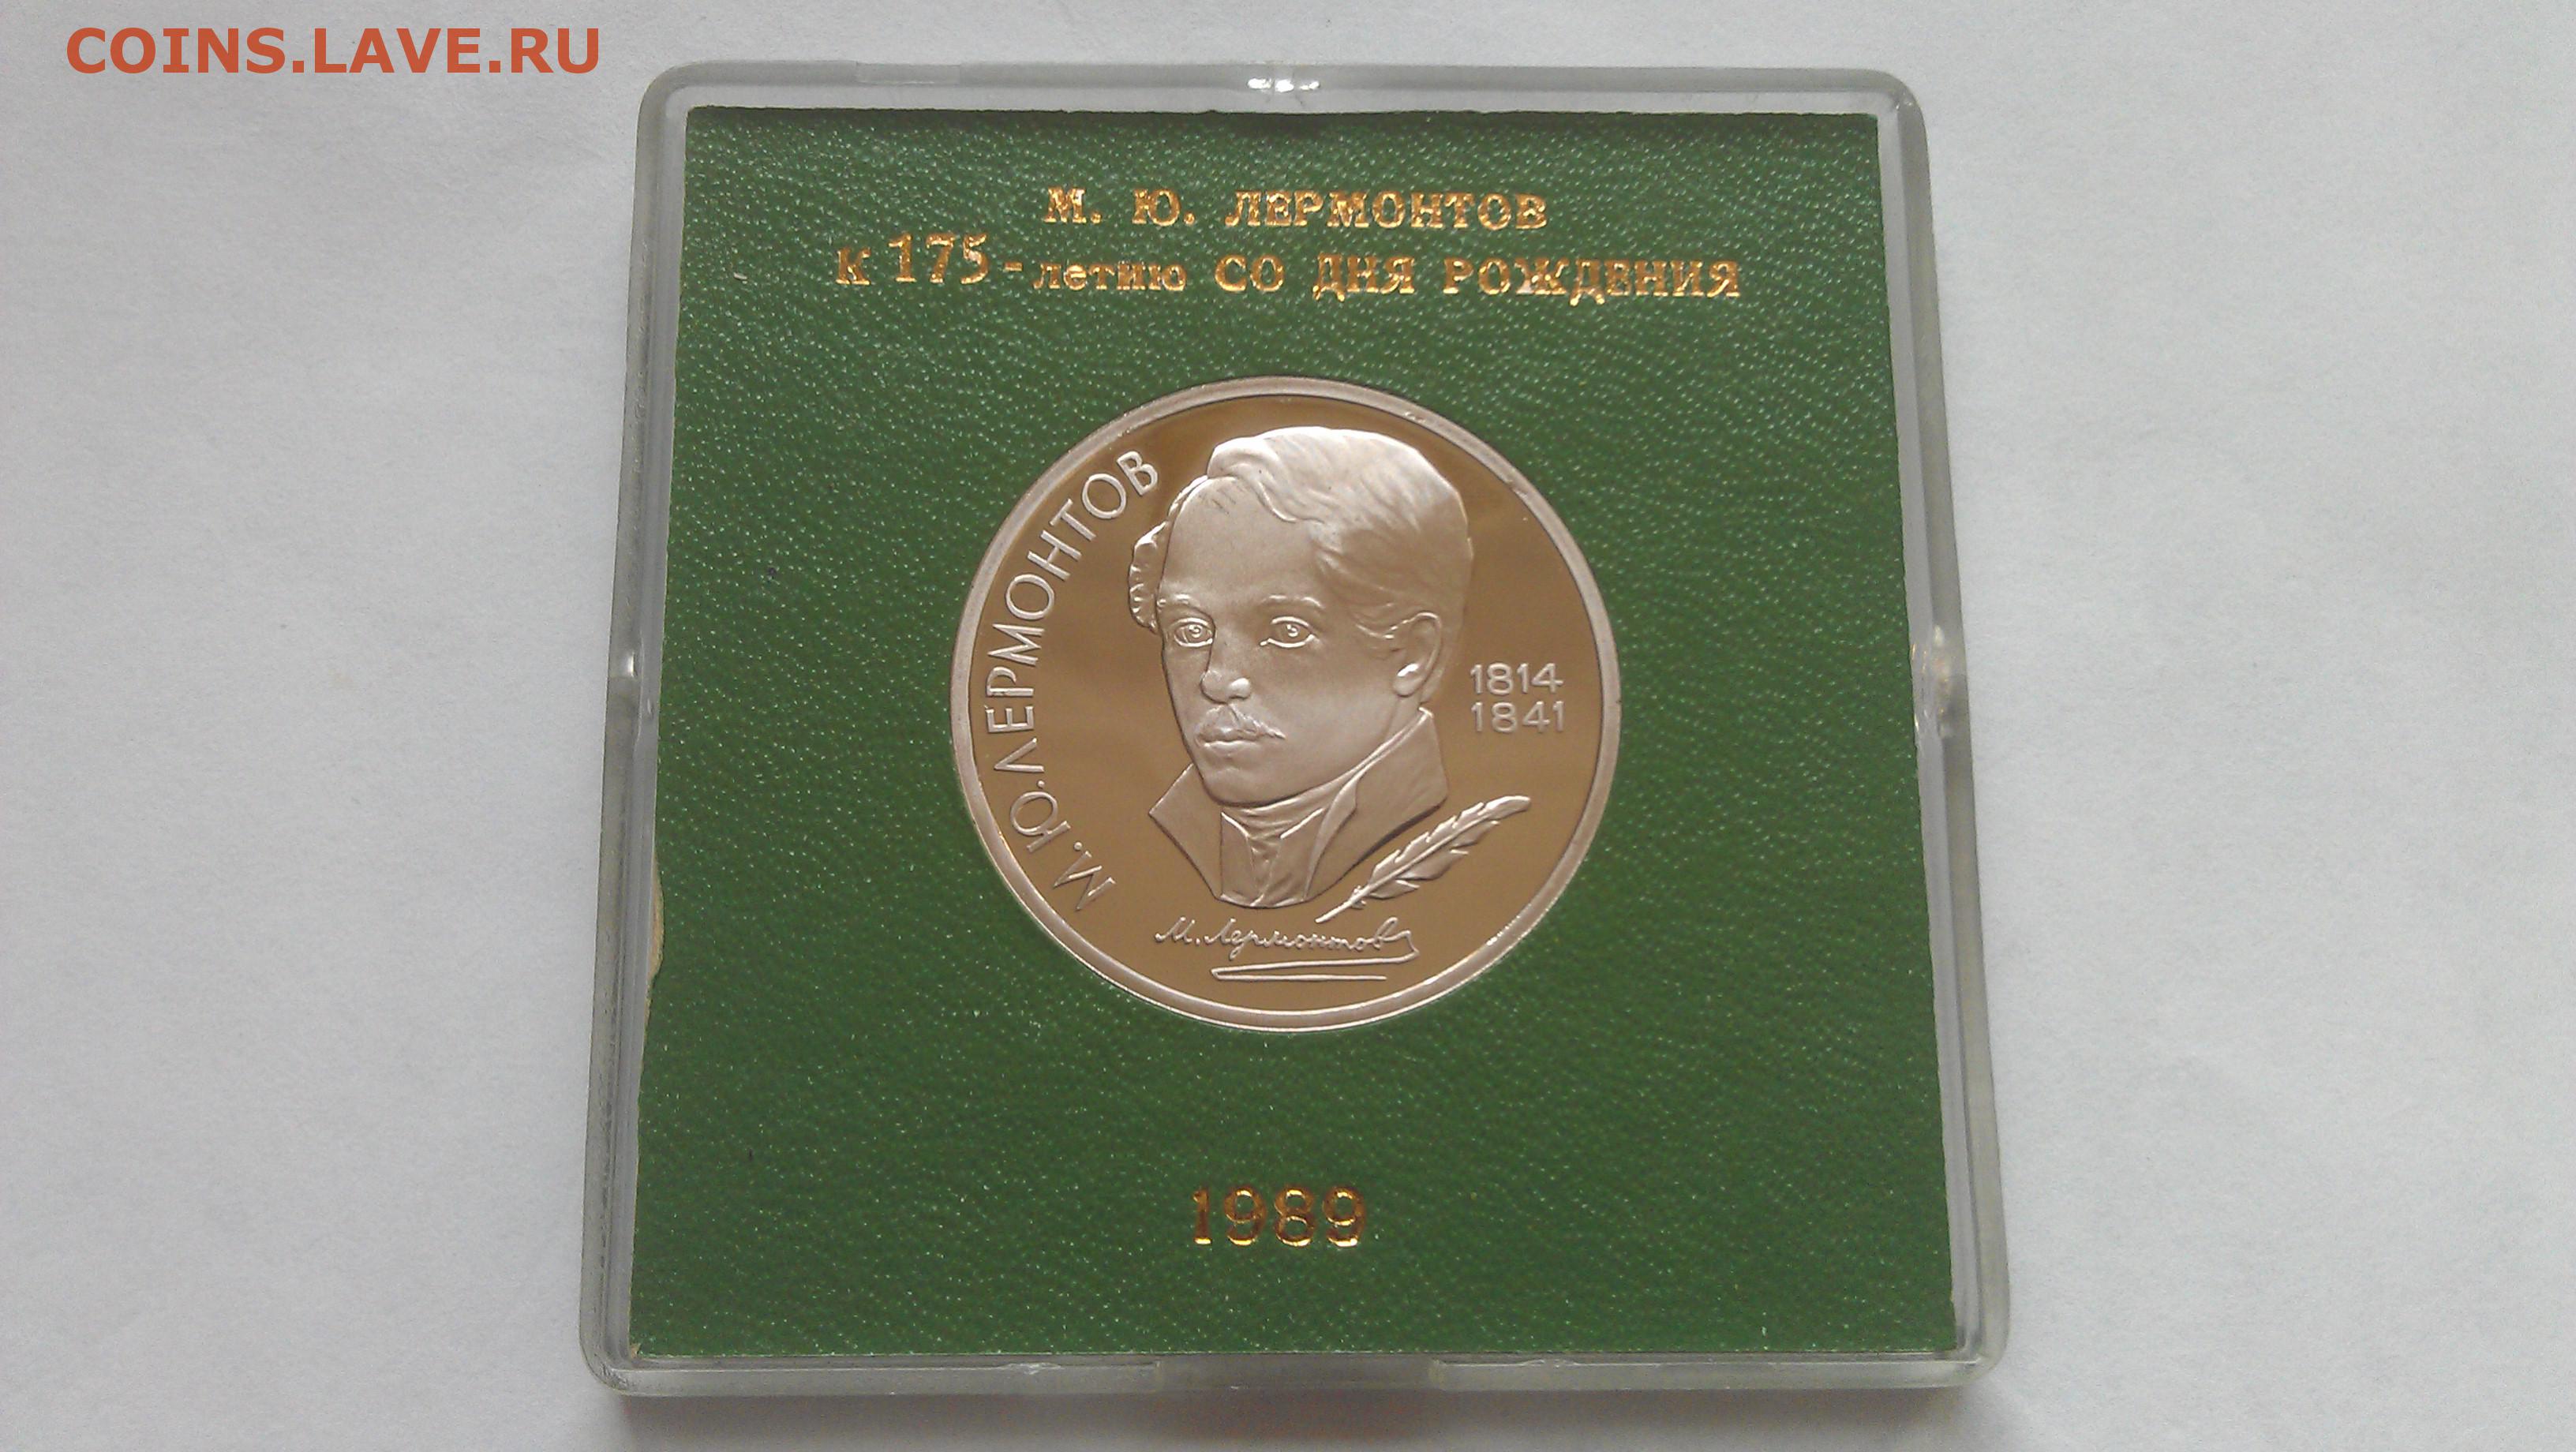 COINS.LAVE.RU
М. Ю. ЛЕРМОНТОВ
К 175-летию СО ДНЯ РОЖДЕНИЯ
М.Ю.ЛЕРМОНТОВ
1814
1841
М. Лермонтов
1989